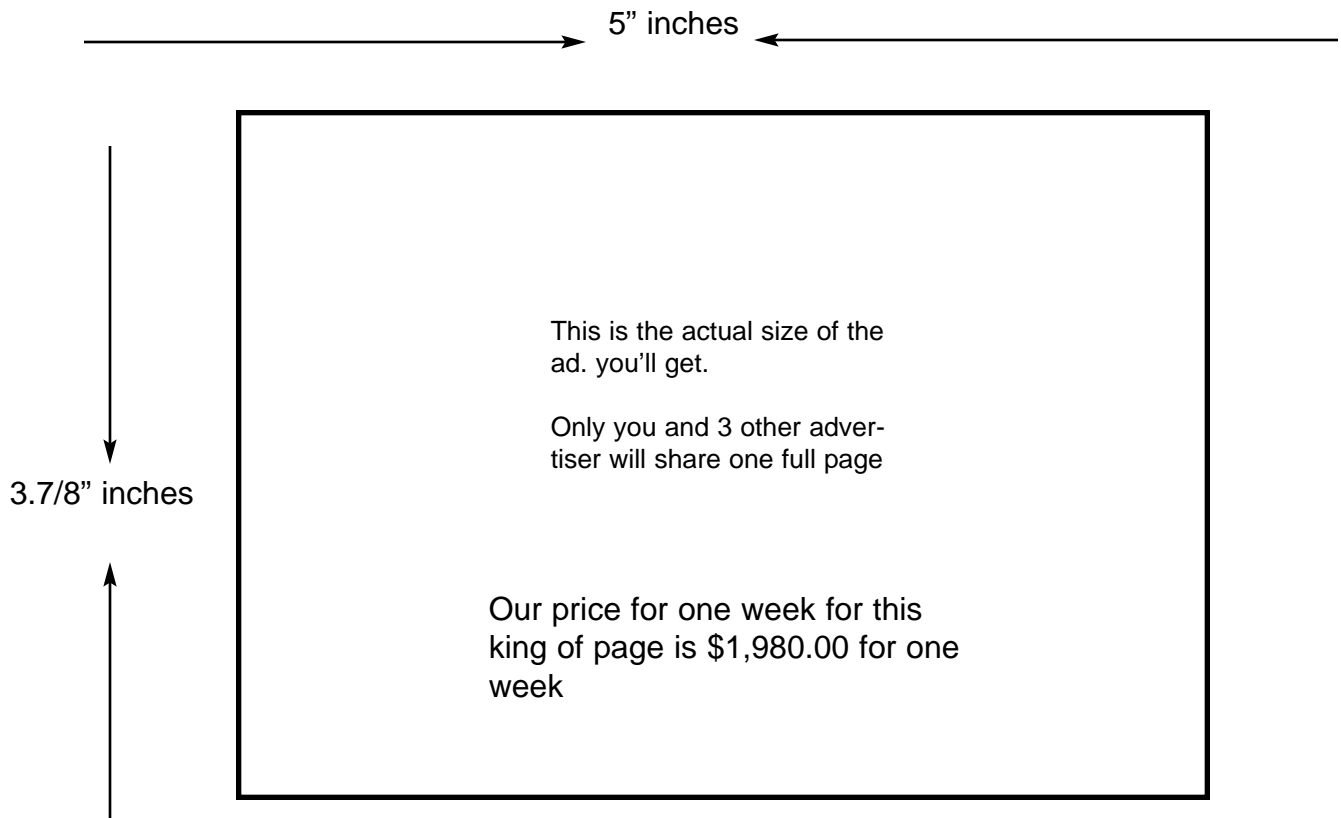 5” inches
This is the actual size of the
ad. you’ll get.
Only you and 3 other adver-
tiser will share one full page
3.7/8” inches
Our price for one week for this
king of page is $1,980.00 for one
week